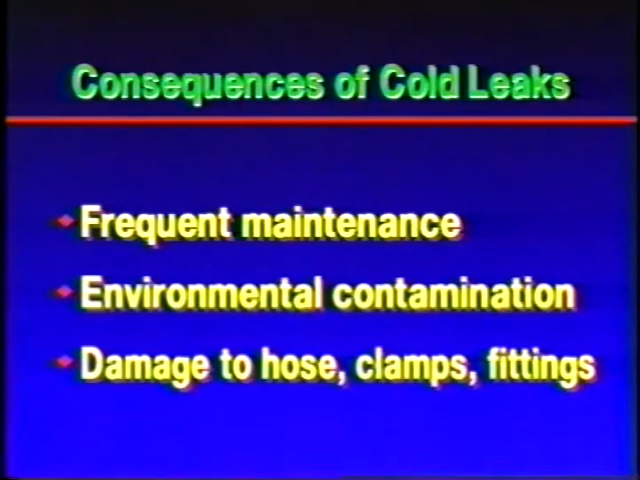 Consequences of Cold Leaks
Frequent maintenance
Environmental contamination
Damage to hose, clamps, fittings